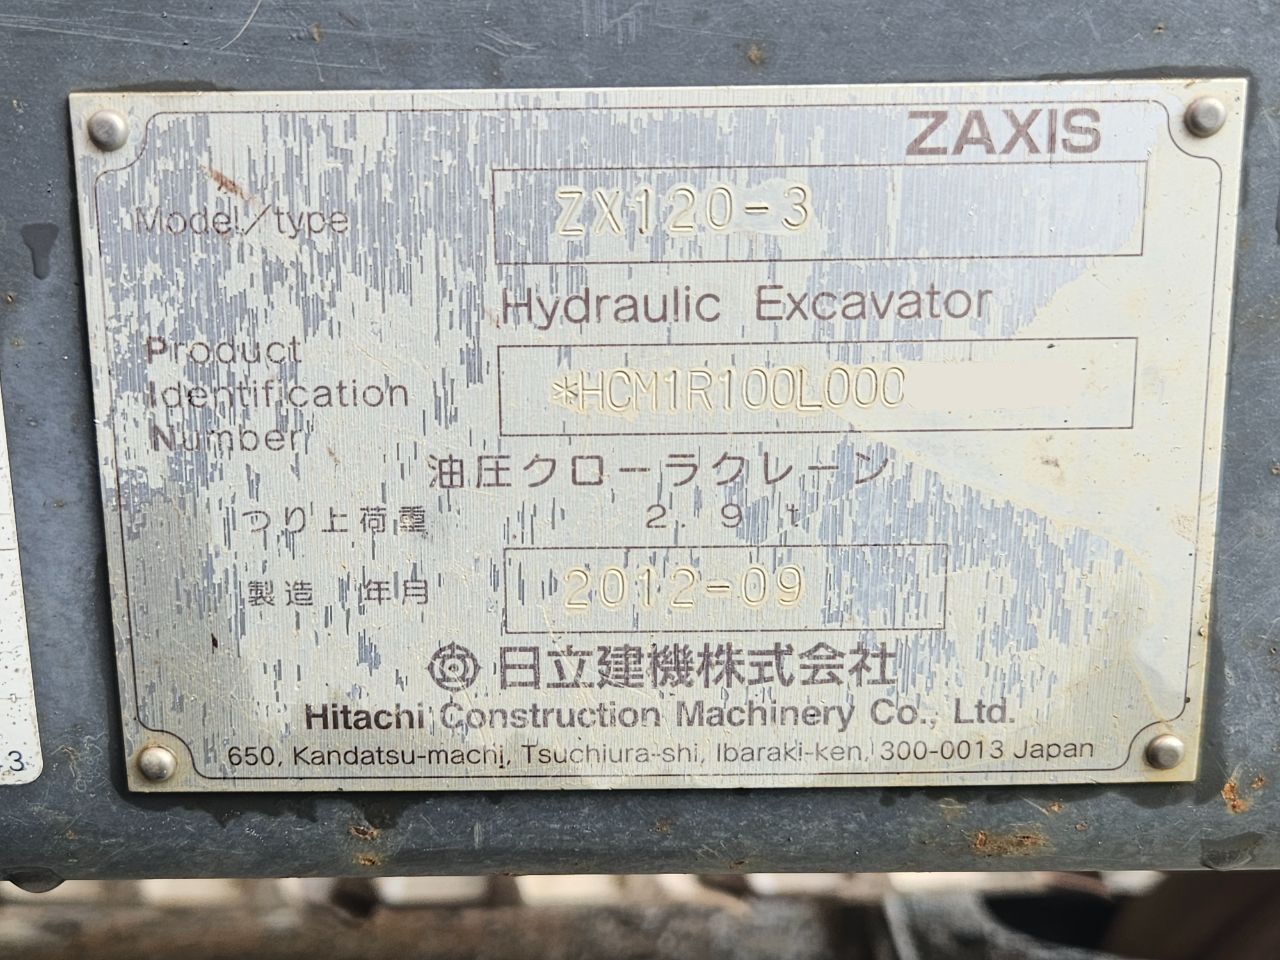 ZAXIS
Model/type ZX120-3
Hydraulic Excavator
Product
Identification
Number *HCM1R100L000
油圧クローラクレーン
つり上荷重 2.9 t
製造 年月 2012-09
日立建機株式会社
Hitachi Construction Machinery Co., Ltd.
650, Kandatsu-machi, Tsuchiura-shi, Ibaraki-ken, 300-0013 Japan
3